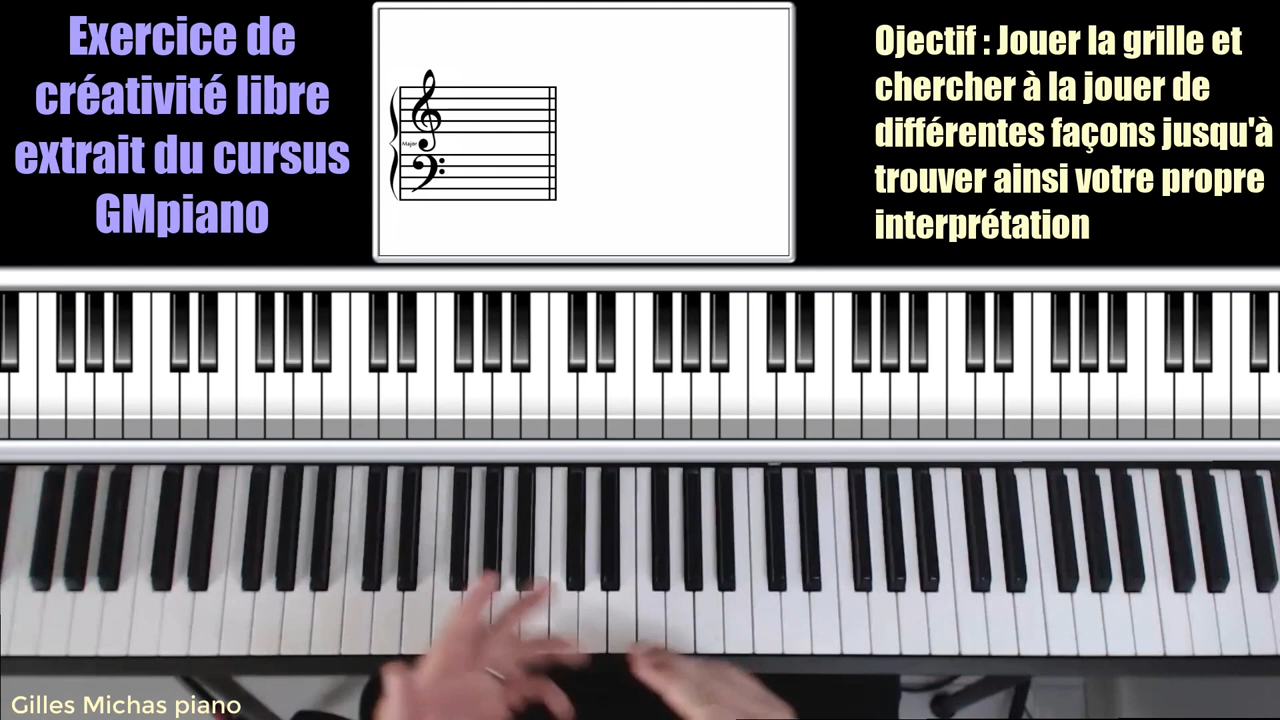 Exercice de
créativité libre
extrait du cursus
GMpiano
Major
Ojectif : Jouer la grille et
chercher à la jouer de
différentes façons jusqu'à
trouver ainsi votre propre
interprétation
Gilles Michas piano